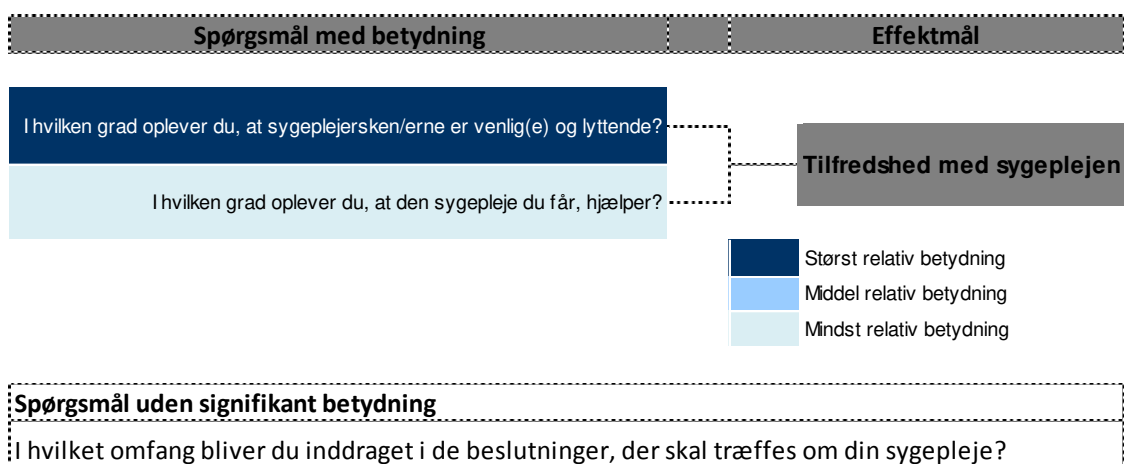 Spørgsmål med betydning
Effektmål
I hvilken grad oplever du, at sygeplejersken/erne er venlig(e) og lyttende?
I hvilken grad oplever du, at den sygepleje du får, hjælper?
Tilfredshed med sygeplejen
Størst relativ betydning
Middel relativ betydning
Mindst relativ betydning
Spørgsmål uden signifikant betydning
I hvilket omfang bliver du inddraget i de beslutninger, der skal træffes om din sygepleje?